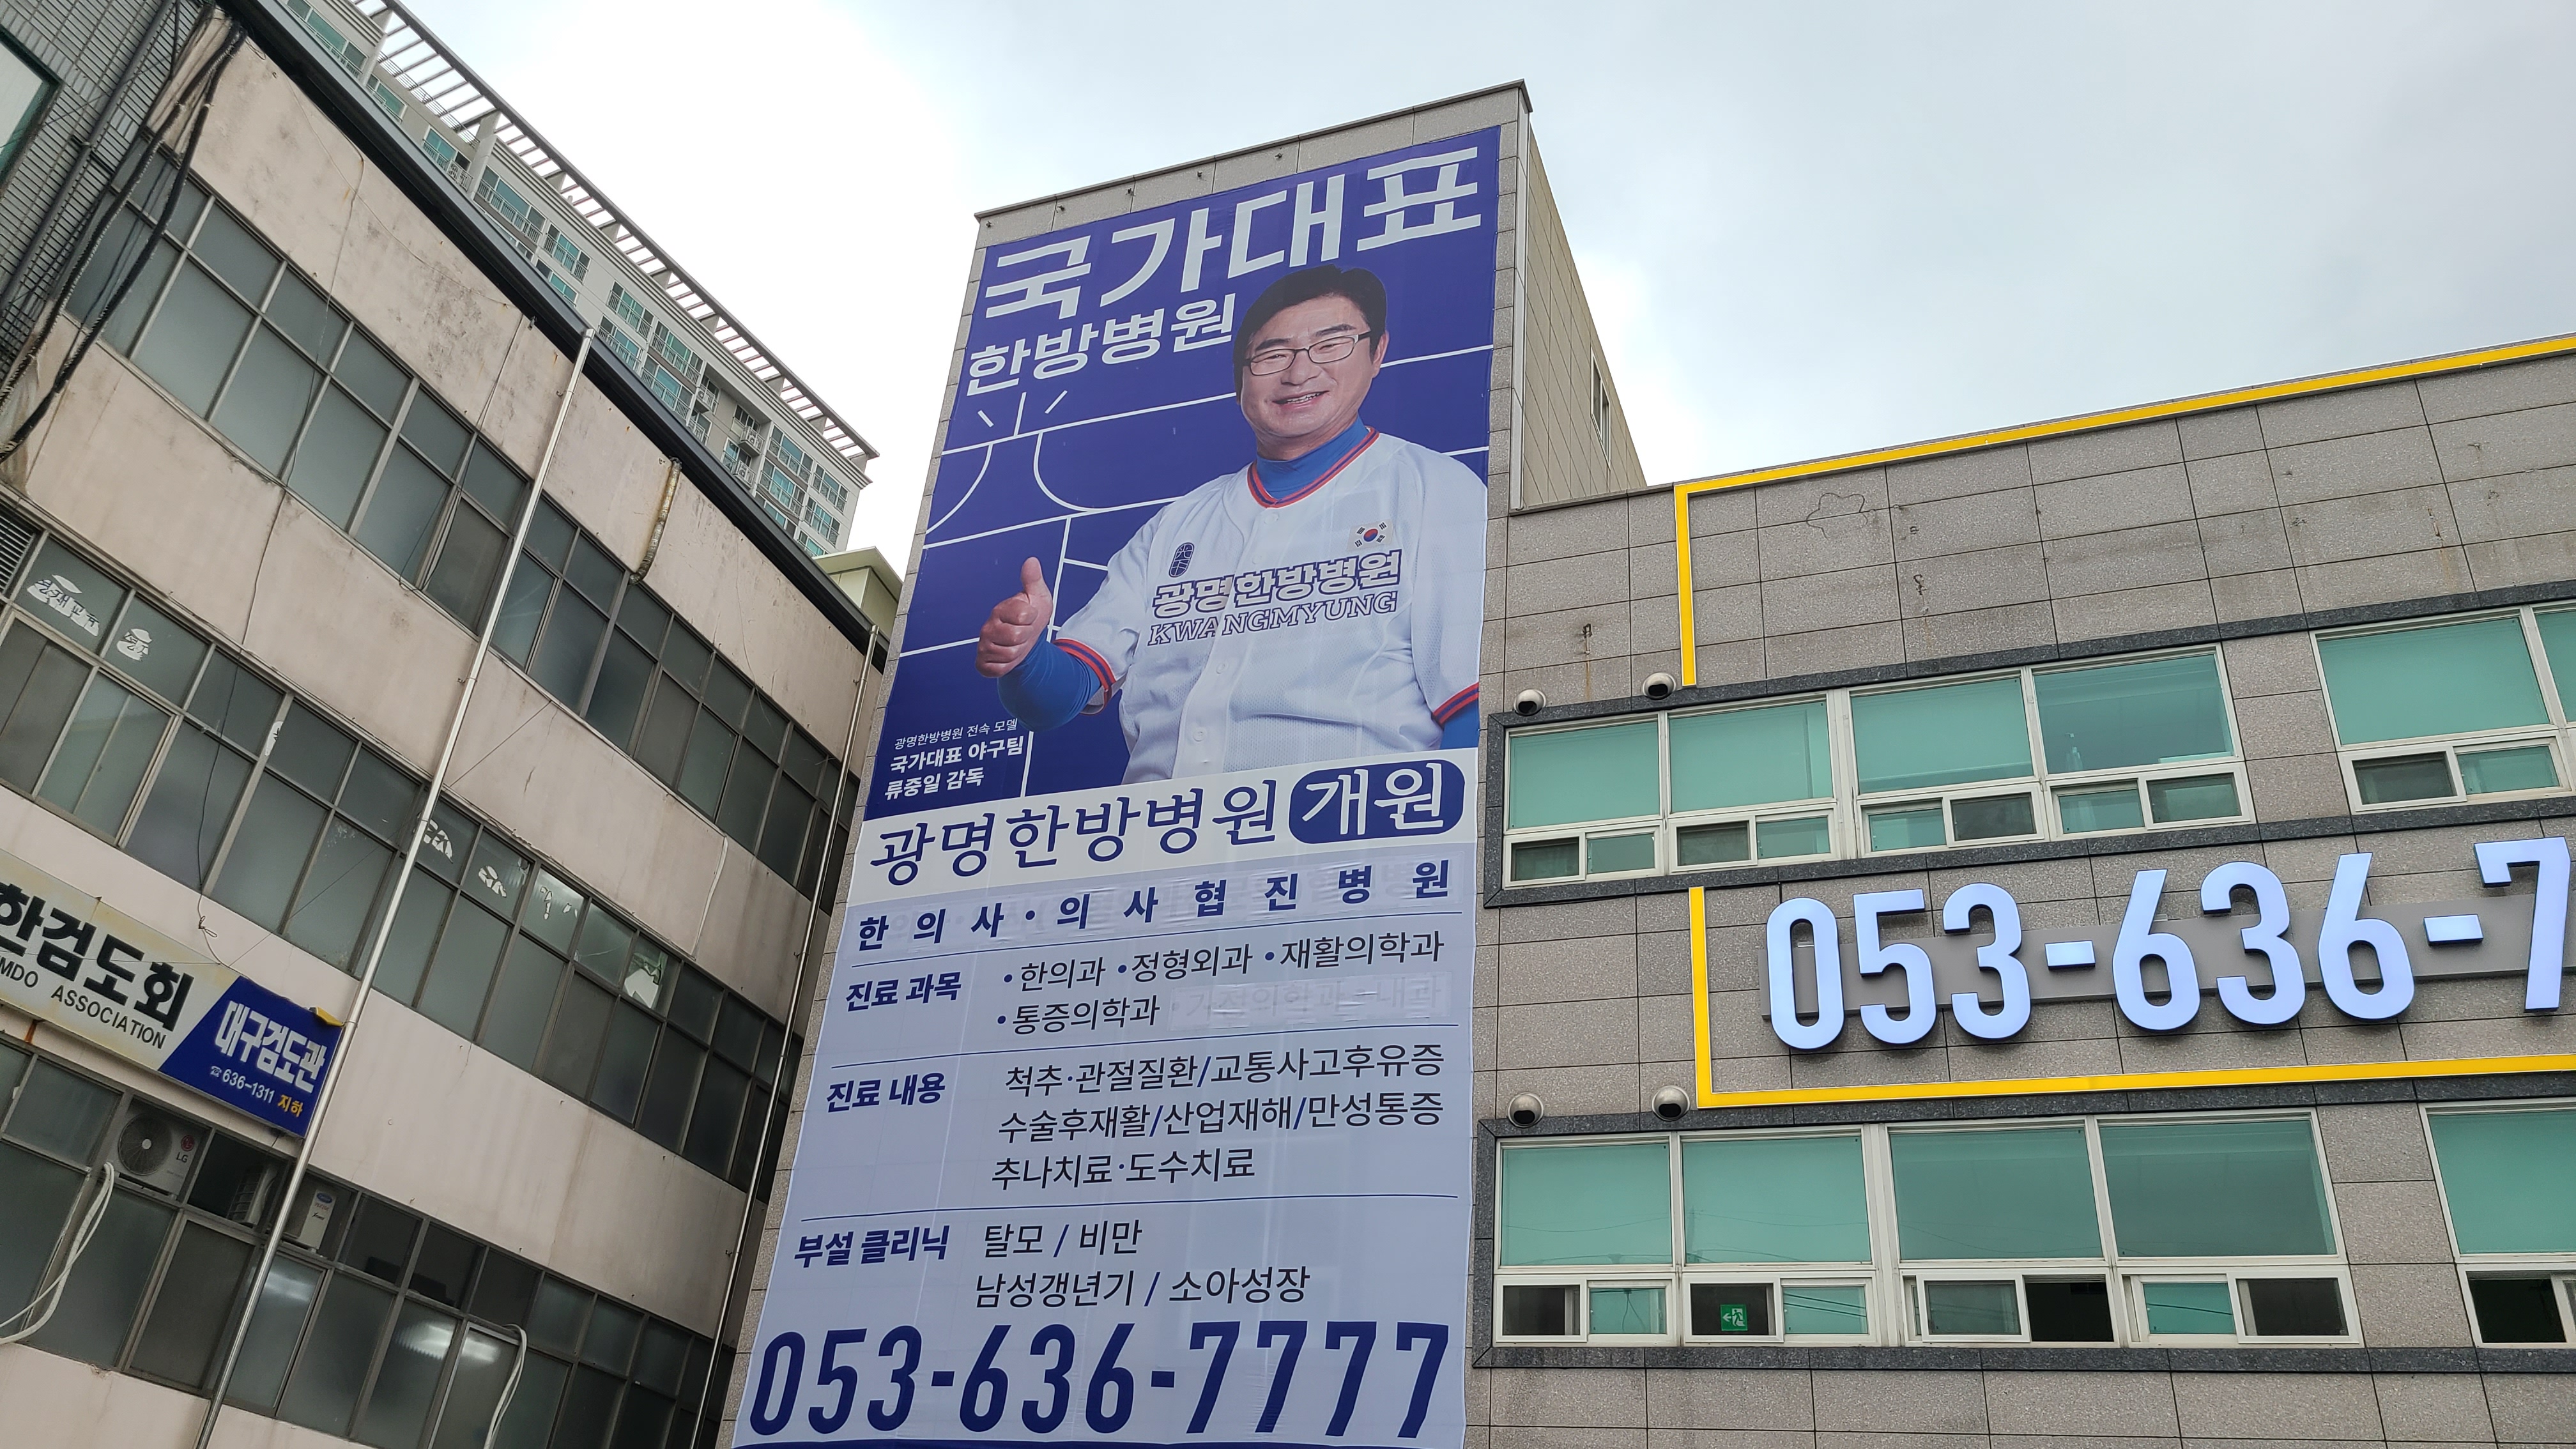 국가대표
한방병원
광명한방병원
KWANGMYUNG
광명한방병원 전속 모델
국가대표 야구팀
류중일 감독
광명한방병원 개원
한의사·의사협진병원
진료 과목 •한의과 •정형외과 •재활의학과
•통증의학과
진료 내용 척추·관절질환/교통사고후유증
수술후재활/산업재해/만성통증
추나치료·도수치료
부설 클리닉 탈모 / 비만
남성갱년기 / 소아성장
053-636-7777
053-636-7
한검도회
MDO ASSOCIATION
대구검도관
☎636-1311 지하
LG